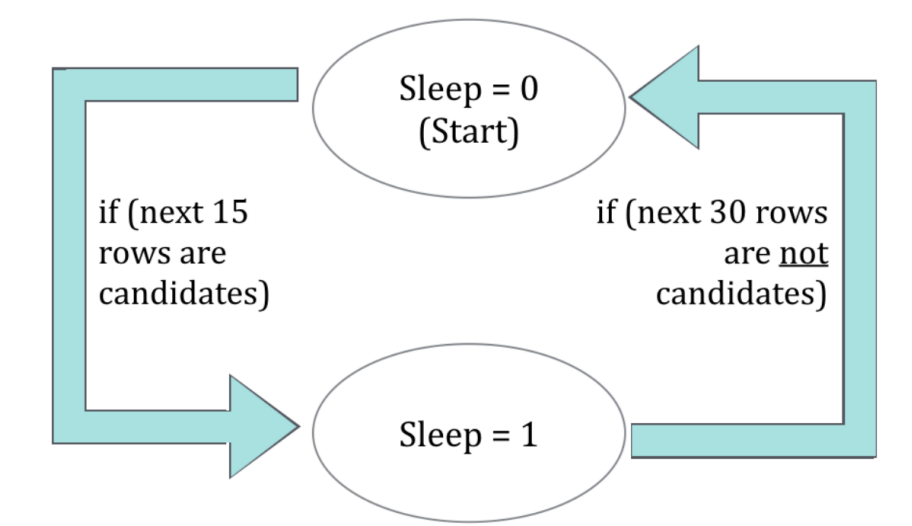 Sleep = 0
(Start)
if (next 15
rows are
candidates)
if (next 30 rows
are not
candidates)
Sleep = 1